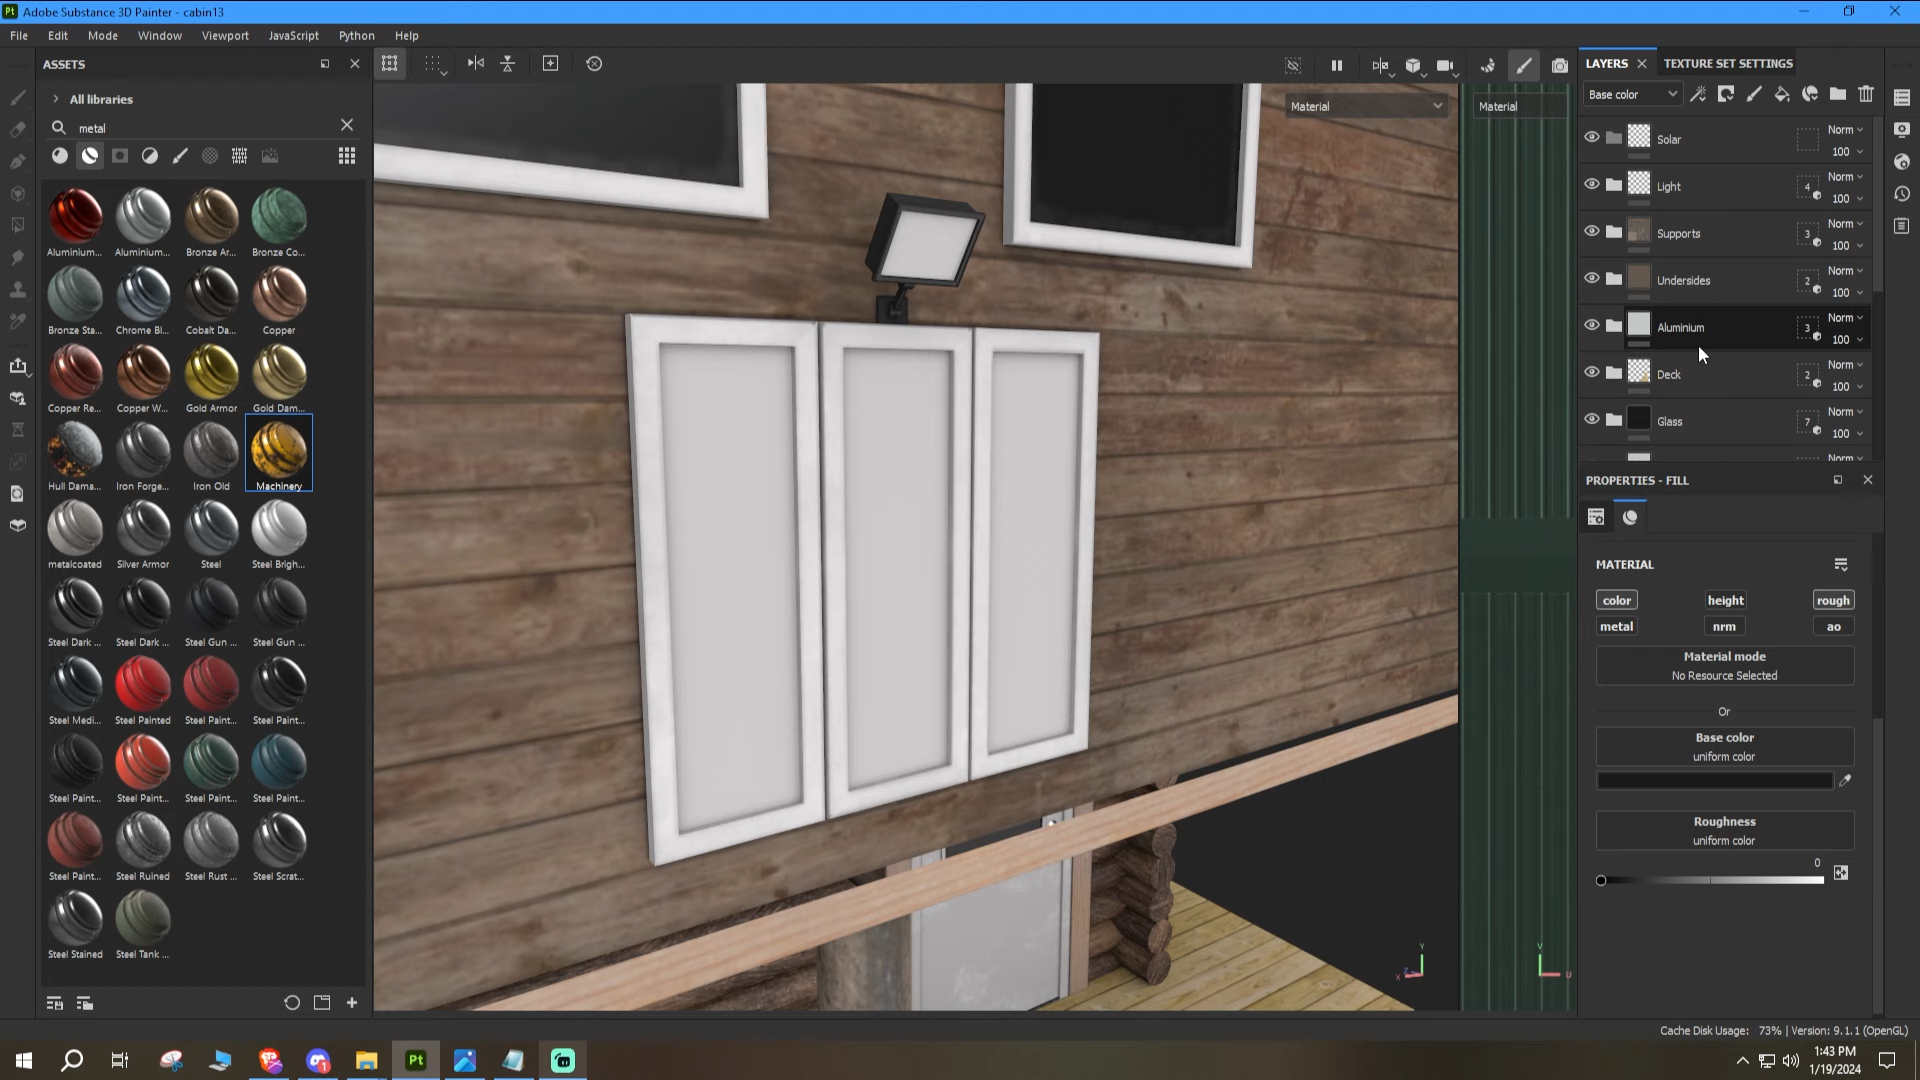 Adobe Substance 3D Painter - cabin13
File Edit Mode Window Viewport JavaScript Python Help
ASSETS
All libraries
metal
Aluminium...
Aluminium...
Bronze Ar...
Bronze Co...
Bronze Sta...
Chrome Bl...
Cobalt Da...
Copper
Copper Re...
Copper W...
Gold Armor
Gold Dam...
Hull Dama...
Iron Forge...
Iron Old
Machinery
metalcoated
Silver Armor
Steel
Steel Brigh...
Steel Dark ...
Steel Dark ...
Steel Gun ...
Steel Gun ...
Steel Medi...
Steel Painted
Steel Paint...
Steel Paint...
Steel Paint...
Steel Paint...
Steel Paint...
Steel Paint...
Steel Paint...
Steel Ruined
Steel Rust ...
Steel Scrat...
Steel Stained
Steel Tank ...
Material
Material
Y
X
Z
V
U
LAYERS
TEXTURE SET SETTINGS
Base color
Solar
Norm
100
Light
4
Norm
100
Supports
3
Norm
100
Undersides
2
Norm
100
Aluminium
3
Norm
100
Deck
2
Norm
100
Glass
7
Norm
100
Norm
PROPERTIES - FILL
MATERIAL
color height rough
metal nrm ao
Material mode
No Resource Selected
Or
Base color
uniform color
Roughness
uniform color
0
Cache Disk Usage: 73% | Version: 9.1.1 (OpenGL)
Pt
1
1:43 PM
1/19/2024